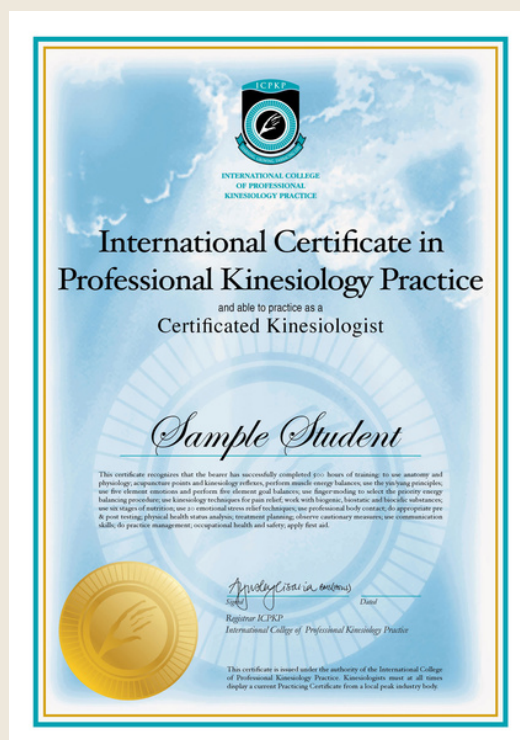 ICPKP
INTERNATIONAL COLLEGE
OF PROFESSIONAL
KINESIOLOGY PRACTICE
International Certificate in
Professional Kinesiology Practice
and able to practice as a
Certificated Kinesiologist
Sample Student
This certificate recognizes that the bearer has successfully completed 500 hours of training: to use anatomy and
physiology; acupuncture points and kinesiology reflexes, perform muscle energy balances, use the yin/yang principles;
use five element emotions and perform five element goal balances; use finger-moding to select the priority energy
balancing procedure; use kinesiology techniques for pain relief; work with biogenic, biostatic and biocidic substances;
use six stages of nutrition; use 20 emotional stress relief techniques; use professional body contact; do appropriate pre
& post testing; physical health status analysis; treatment planning; observe cautionary measures; use communication
skills; do practice management; occupational health and safety; apply first aid.
Signed
Dated
Registrar ICPKP
International College of Professional Kinesiology Practice
This certificate is issued under the authority of the International College
of Professional Kinesiology Practice. Kinesiologists must at all times
display a current Practicing Certificate from a local peak industry body.